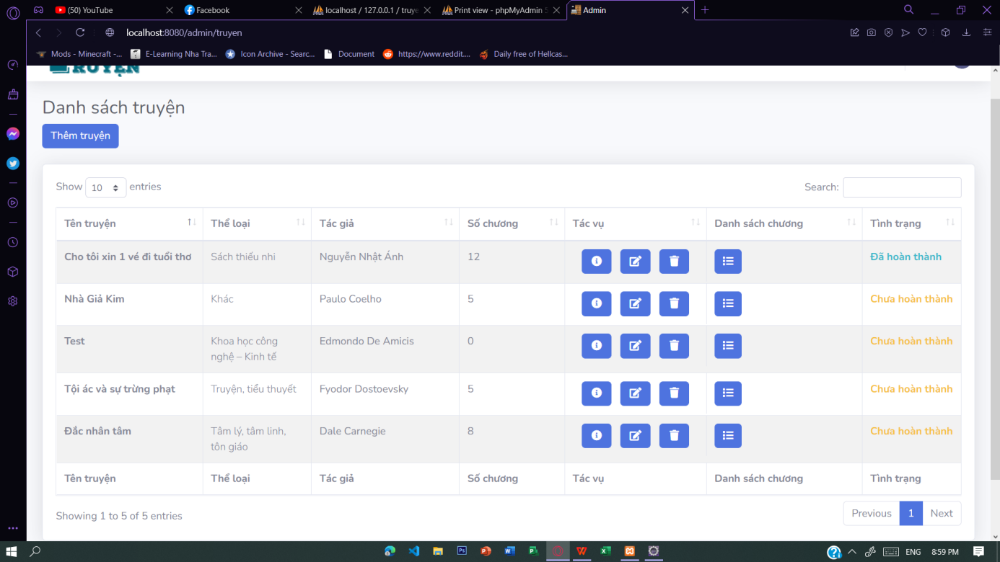 (50) YouTube
Facebook
localhost / 127.0.0.1 / truye
Print view - phpMyAdmin 5
Admin
localhost:8080/admin/truyen
Mods - Minecraft -...
E-Learning Nha Tra...
Icon Archive - Searc...
Document
https://www.reddit....
Daily free of Hellcas...
TRUYỆN
Danh sách truyện
Thêm truyện
Show 10 entries
Search:
Tên truyện Thể loại Tác giả Số chương Tác vụ Danh sách chương Tình trạng
Cho tôi xin 1 vé đi tuổi thơ Sách thiếu nhi Nguyễn Nhật Ánh 12 Đã hoàn thành
Nhà Giả Kim Khác Paulo Coelho 5 Chưa hoàn thành
Test Khoa học công Edmondo De Amicis 0 Chưa hoàn thành
nghệ – Kinh tế
Tội ác và sự trừng phạt Truyện, tiểu thuyết Fyodor Dostoevsky 5 Chưa hoàn thành
Đắc nhân tâm Tâm lý, tâm linh, Dale Carnegie 8 Chưa hoàn thành
tôn giáo
Tên truyện Thể loại Tác giả Số chương Tác vụ Danh sách chương Tình trạng
Showing 1 to 5 of 5 entries
Previous 1 Next
ENG 8:59 PM